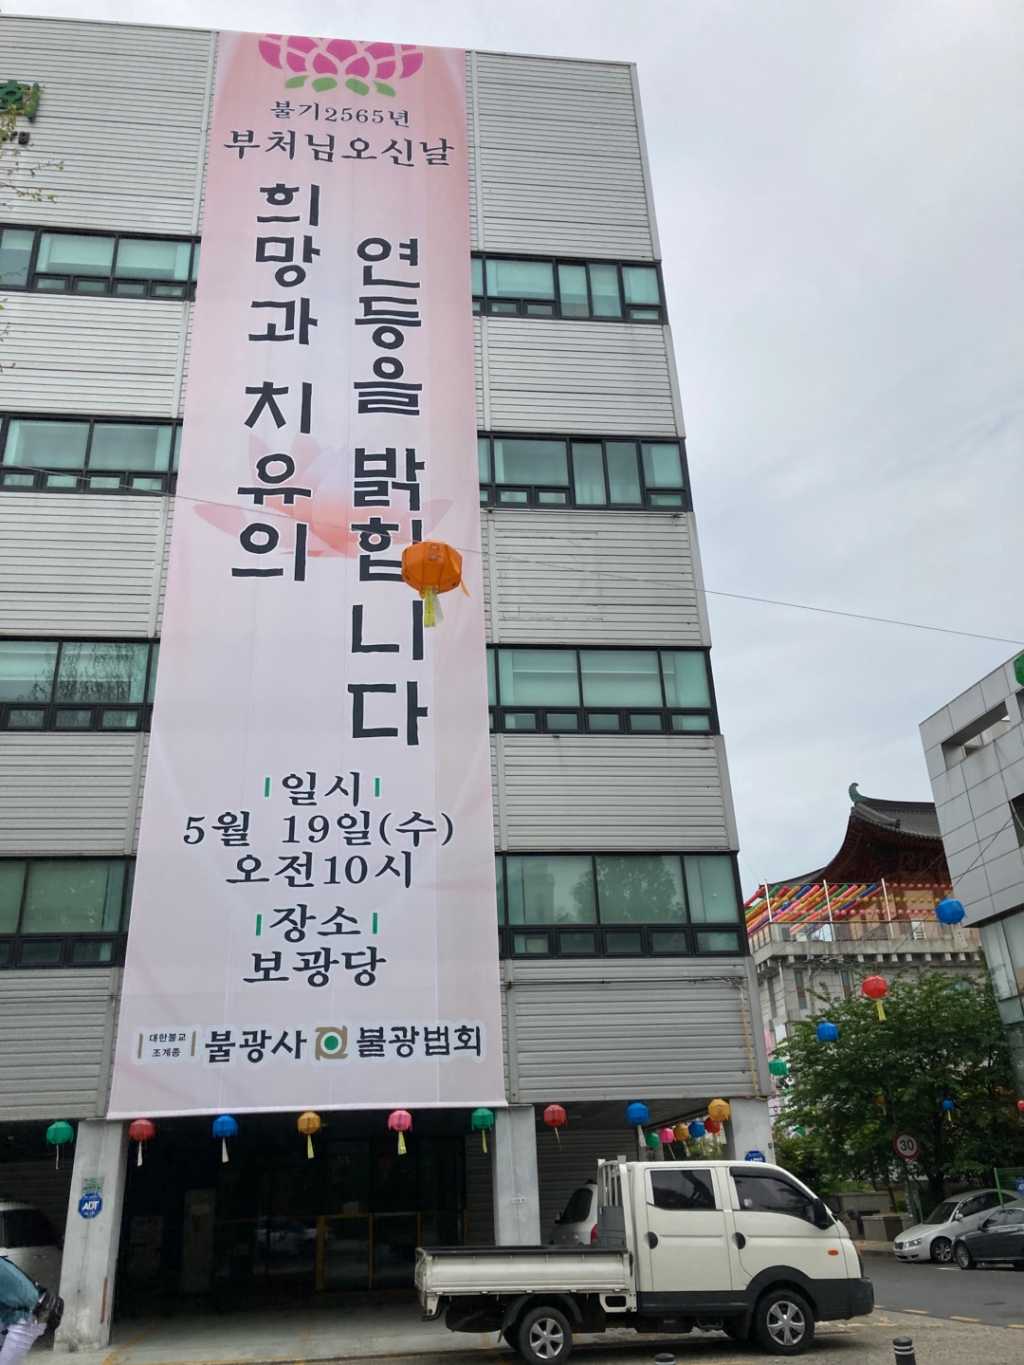 불기2565년
부처님오신날
희망과 치유의
연등을 밝힙니다
일시
5월 19일(수)
오전10시
장소
보광당
대한불교
조계종
불광사 불광법회
ADT
30